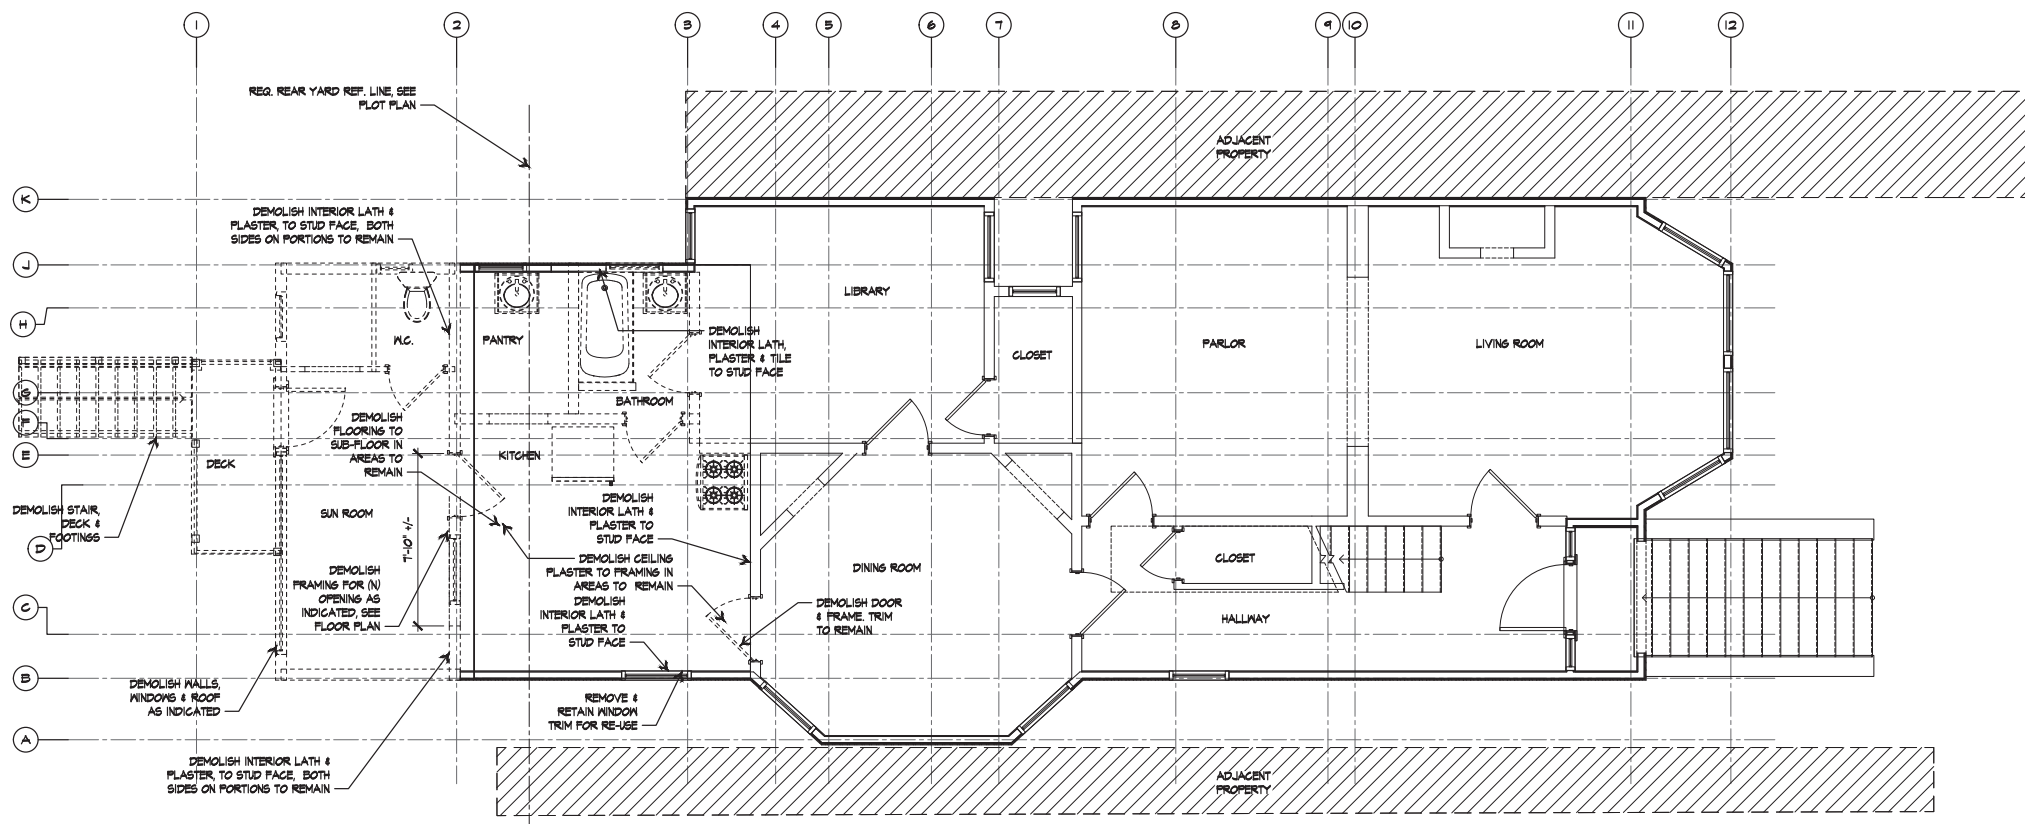 1
2
3
4
5
6
7
8
9
10
11
12
REQ. REAR YARD REF. LINE, SEE
PLOT PLAN
ADJACENT
PROPERTY
K
DEMOLISH INTERIOR LATH &
PLASTER, TO STUD FACE, BOTH
SIDES ON PORTIONS TO REMAIN
J
H
LIBRARY
W.C.
PANTRY
DEMOLISH
INTERIOR LATH,
PLASTER & TILE
TO STUD FACE
CLOSET
PARLOR
LIVING ROOM
G
BATHROOM
F
DEMOLISH
FLOORING TO
SUB-FLOOR IN
AREAS TO
REMAIN
E
DECK
KITCHEN
DEMOLISH STAIR,
DECK &
FOOTINGS
SUN ROOM
DEMOLISH
INTERIOR LATH &
PLASTER TO
STUD FACE
D
9'-10" +/-
DEMOLISH CEILING
PLASTER TO FRAMING IN
AREAS TO REMAIN
DINING ROOM
CLOSET
DEMOLISH
FRAMING FOR (N)
OPENING AS
INDICATED, SEE
FLOOR PLAN
C
DEMOLISH
INTERIOR LATH &
PLASTER TO
STUD FACE
DEMOLISH DOOR
& FRAME. TRIM
TO REMAIN
HALLWAY
B
DEMOLISH WALLS,
WINDOWS & ROOF
AS INDICATED
REMOVE &
RETAIN WINDOW
TRIM FOR RE-USE
A
DEMOLISH INTERIOR LATH &
PLASTER, TO STUD FACE, BOTH
SIDES ON PORTIONS TO REMAIN
ADJACENT
PROPERTY